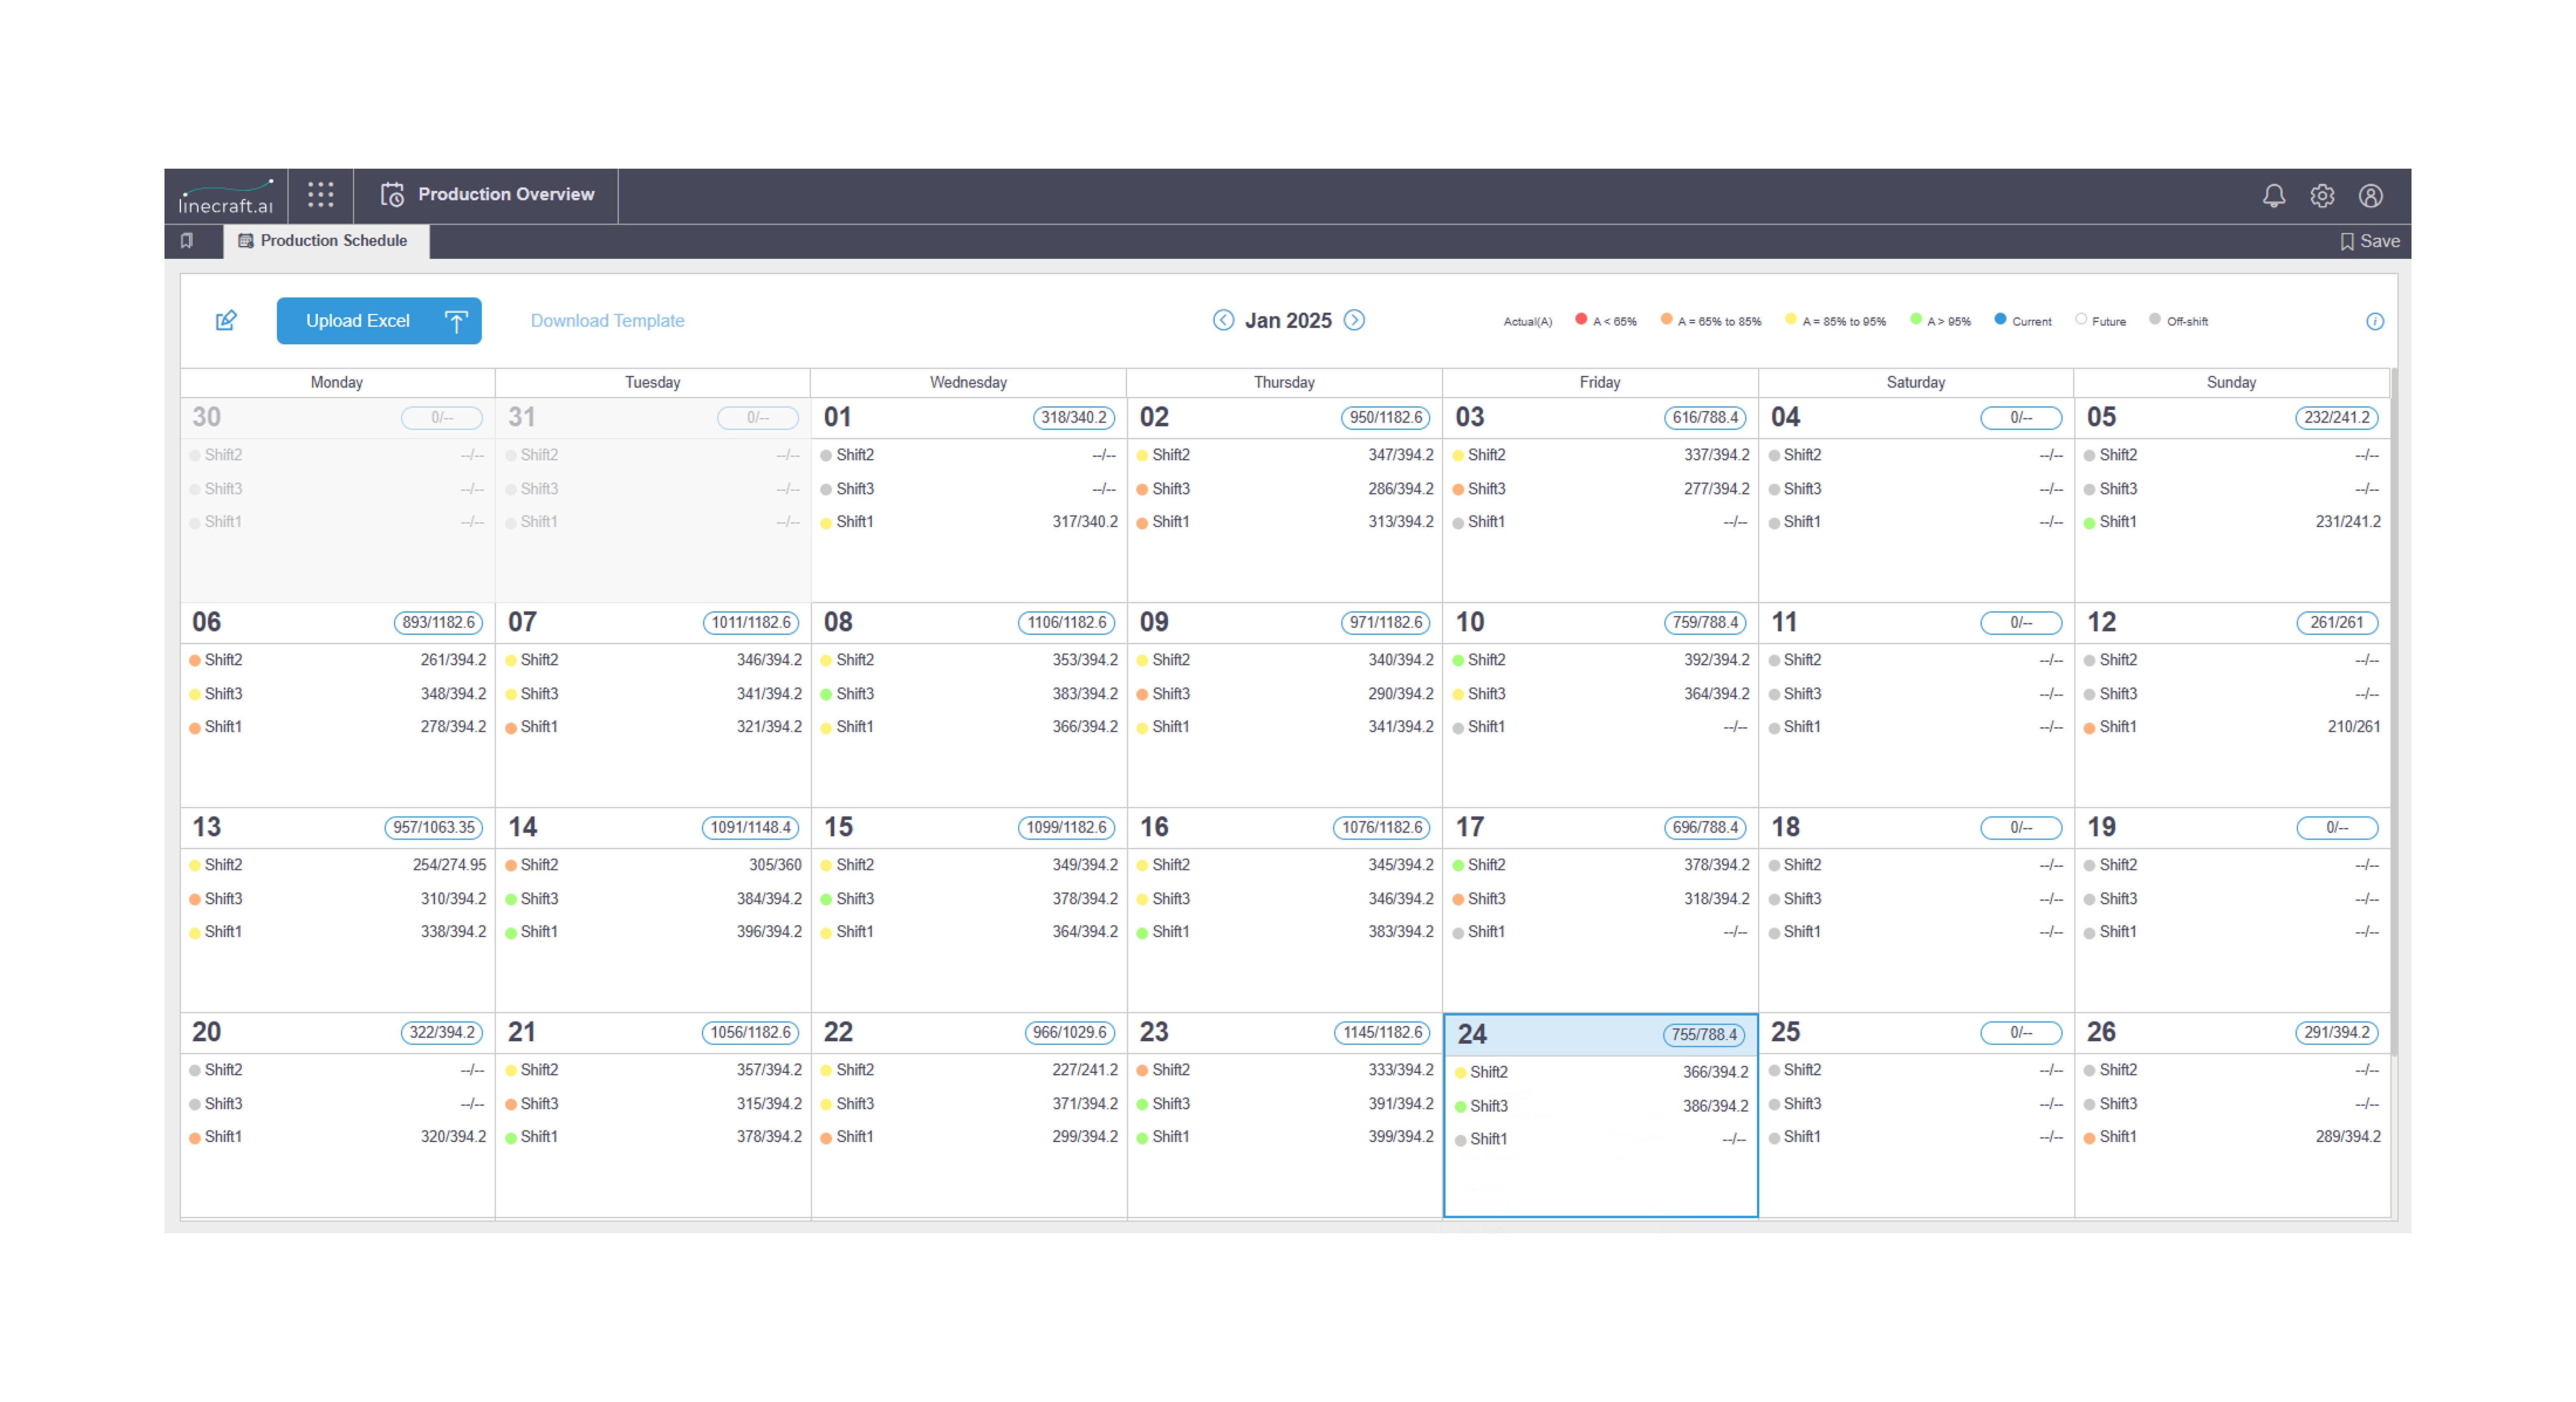 linecraft.ai
Production Overview
Production Schedule
Save
Upload Excel
Download Template
Jan 2025
Actual(A) A < 65% A = 65% to 85% A = 85% to 95% A > 95% Current Future Off-shift
Monday Tuesday Wednesday Thursday Friday Saturday Sunday
30 0/-- 31 0/-- 01 318/340.2 02 950/1182.6 03 616/788.4 04 0/-- 05 232/241.2
Shift2 --/-- Shift2 --/-- Shift2 --/-- Shift2 347/394.2 Shift2 337/394.2 Shift2 --/-- Shift2 --/--
Shift3 --/-- Shift3 --/-- Shift3 --/-- Shift3 286/394.2 Shift3 277/394.2 Shift3 --/-- Shift3 --/--
Shift1 --/-- Shift1 --/-- Shift1 317/340.2 Shift1 313/394.2 Shift1 --/-- Shift1 --/-- Shift1 231/241.2
06 893/1182.6 07 1011/1182.6 08 1106/1182.6 09 971/1182.6 10 759/788.4 11 0/-- 12 261/261
Shift2 261/394.2 Shift2 346/394.2 Shift2 353/394.2 Shift2 340/394.2 Shift2 392/394.2 Shift2 --/-- Shift2 --/--
Shift3 348/394.2 Shift3 341/394.2 Shift3 383/394.2 Shift3 290/394.2 Shift3 364/394.2 Shift3 --/-- Shift3 --/--
Shift1 278/394.2 Shift1 321/394.2 Shift1 366/394.2 Shift1 341/394.2 Shift1 --/-- Shift1 --/-- Shift1 210/261
13 957/1063.35 14 1091/1148.4 15 1099/1182.6 16 1076/1182.6 17 696/788.4 18 0/-- 19 0/--
Shift2 254/274.95 Shift2 305/360 Shift2 349/394.2 Shift2 345/394.2 Shift2 378/394.2 Shift2 --/-- Shift2 --/--
Shift3 310/394.2 Shift3 384/394.2 Shift3 378/394.2 Shift3 346/394.2 Shift3 318/394.2 Shift3 --/-- Shift3 --/--
Shift1 338/394.2 Shift1 396/394.2 Shift1 364/394.2 Shift1 383/394.2 Shift1 --/-- Shift1 --/-- Shift1 --/--
20 322/394.2 21 1056/1182.6 22 966/1029.6 23 1145/1182.6 24 755/788.4 25 0/-- 26 291/394.2
Shift2 --/-- Shift2 357/394.2 Shift2 227/241.2 Shift2 333/394.2 Shift2 366/394.2 Shift2 --/-- Shift2 --/--
Shift3 --/-- Shift3 315/394.2 Shift3 371/394.2 Shift3 391/394.2 Shift3 386/394.2 Shift3 --/-- Shift3 --/--
Shift1 320/394.2 Shift1 378/394.2 Shift1 299/394.2 Shift1 399/394.2 Shift1 --/-- Shift1 --/-- Shift1 289/394.2